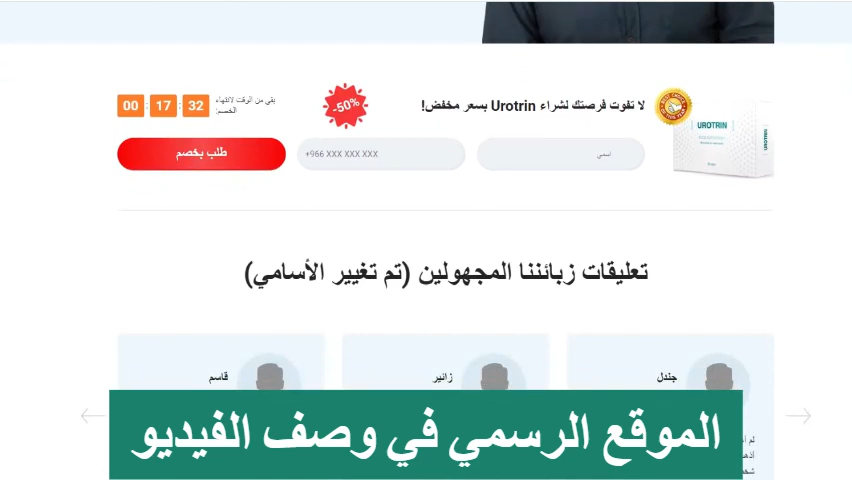 لا تفوت فرصتك لشراء Urotrin بسعر مخفض!
-50%
بقي من الوقت لانتهاء
الخصم:
00 : 17 : 32
UROTRIN
اسمي
+966 XXX XXX XXX
طلب بخصم
تعليقات زبائننا المجهولين (تم تغيير الأسامي)
جندل
زانير
قاسم
الموقع الرسمي في وصف الفيديو